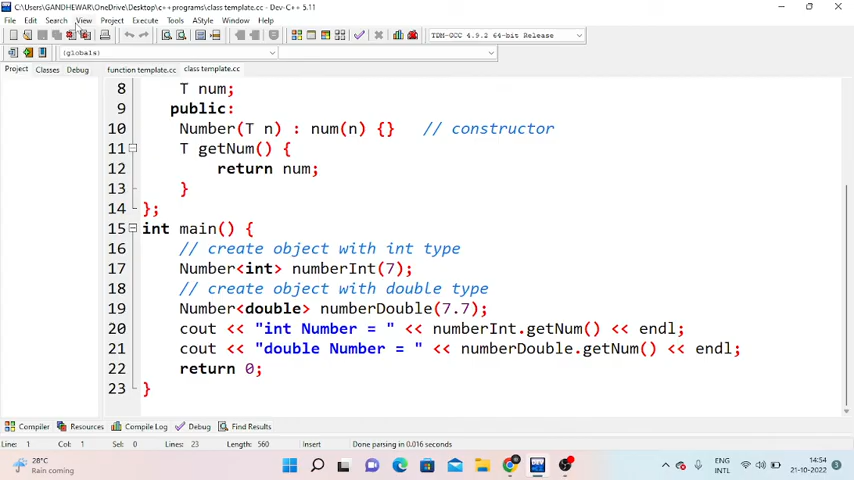 C:\Users\GANDHEWAR\OneDrive\Desktop\c++programs\class template.cc - Dev-C++ 5.11
File Edit Search View Project Execute Tools AStyle Window Help
TDM-GCC 4.9.2 64-bit Release
(globals)
Project Classes Debug function template.cc class template.cc
8 T num;
9 public:
10 Number(T n) : num(n) {} // constructor
11 T getNum() {
12 return num;
13 }
14 };
15 int main() {
16 // create object with int type
17 Number<int> numberInt(7);
18 // create object with double type
19 Number<double> numberDouble(7.7);
20 cout << "int Number = " << numberInt.getNum() << endl;
21 cout << "double Number = " << numberDouble.getNum() << endl;
22 return 0;
23 }
Compiler Resources Compile Log Debug Find Results
Line: 1 Col: 1 Sel: 0 Lines: 23 Length: 560 Insert Done parsing in 0.016 seconds
28°C
Rain coming
ENG
INTL
14:54
21-10-2022
3